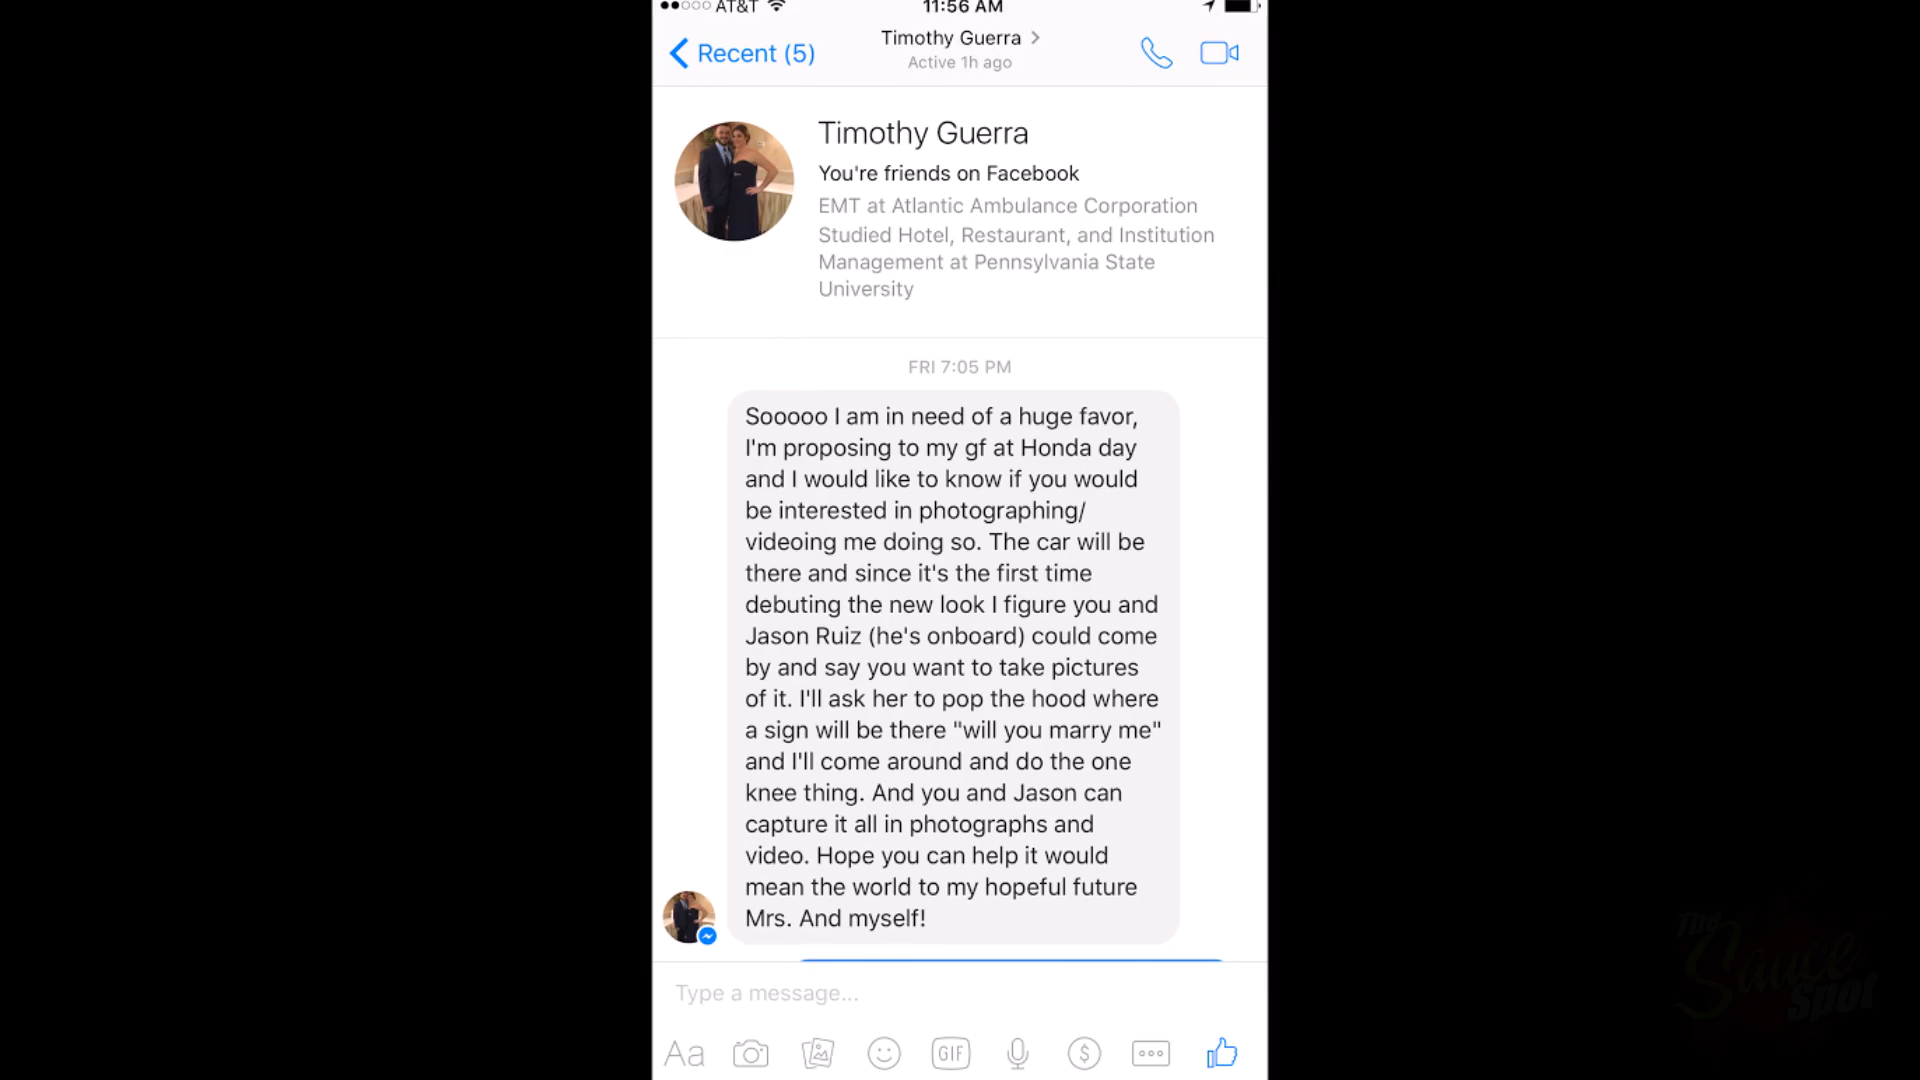 AT&T 11:56 AM
Recent (5)
Timothy Guerra
Active 1h ago
Timothy Guerra
You're friends on Facebook
EMT at Atlantic Ambulance Corporation
Studied Hotel, Restaurant, and Institution
Management at Pennsylvania State
University
FRI 7:05 PM
Sooooo I am in need of a huge favor,
I'm proposing to my gf at Honda day
and I would like to know if you would
be interested in photographing/
videoing me doing so. The car will be
there and since it's the first time
debuting the new look I figure you and
Jason Ruiz (he's onboard) could come
by and say you want to take pictures
of it. I'll ask her to pop the hood where
a sign will be there "will you marry me"
and I'll come around and do the one
knee thing. And you and Jason can
capture it all in photographs and
video. Hope you can help it would
mean the world to my hopeful future
Mrs. And myself!
Type a message...
Aa
GIF
$
The
Sauce
Spot